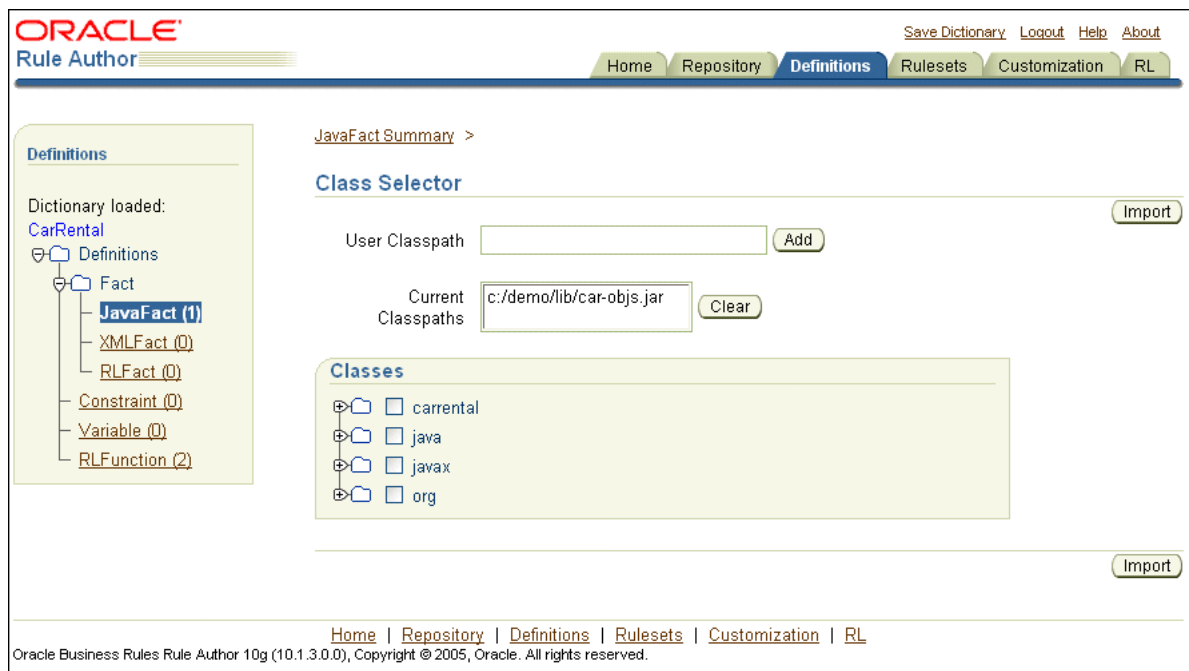 ORACLE
Rule Author
Save Dictionary Logout Help About
Home Repository Definitions Rulesets Customization RL
Definitions
Dictionary loaded:
CarRental
Definitions
Fact
JavaFact (1)
XMLFact (0)
RLFact (0)
Constraint (0)
Variable (0)
RLFunction (2)
JavaFact Summary >
Class Selector
Import
User Classpath
Add
Current
Classpaths
c:/demo/lib/car-objs.jar
Clear
Classes
carrental
java
javax
org
Import
Home | Repository | Definitions | Rulesets | Customization | RL
Oracle Business Rules Rule Author 10g (10.1.3.0.0), Copyright © 2005, Oracle. All rights reserved.